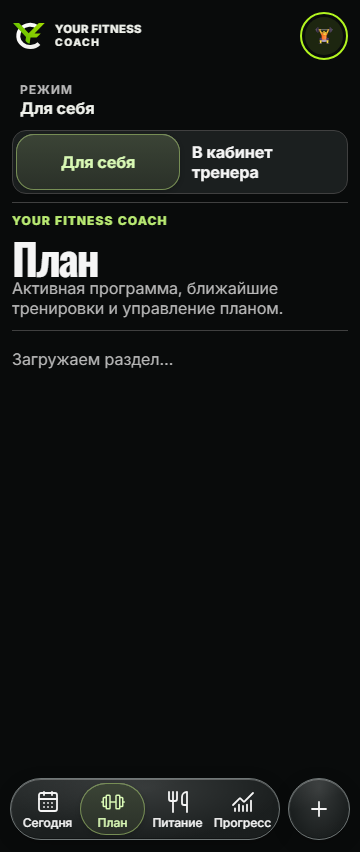 YOUR FITNESS
COACH
РЕЖИМ
Для себя
Для себя
В кабинет
тренера
YOUR FITNESS COACH
План
Активная программа, ближайшие
тренировки и управление планом.
Загружаем раздел...
Сегодня
План
Питание
Прогресс
+